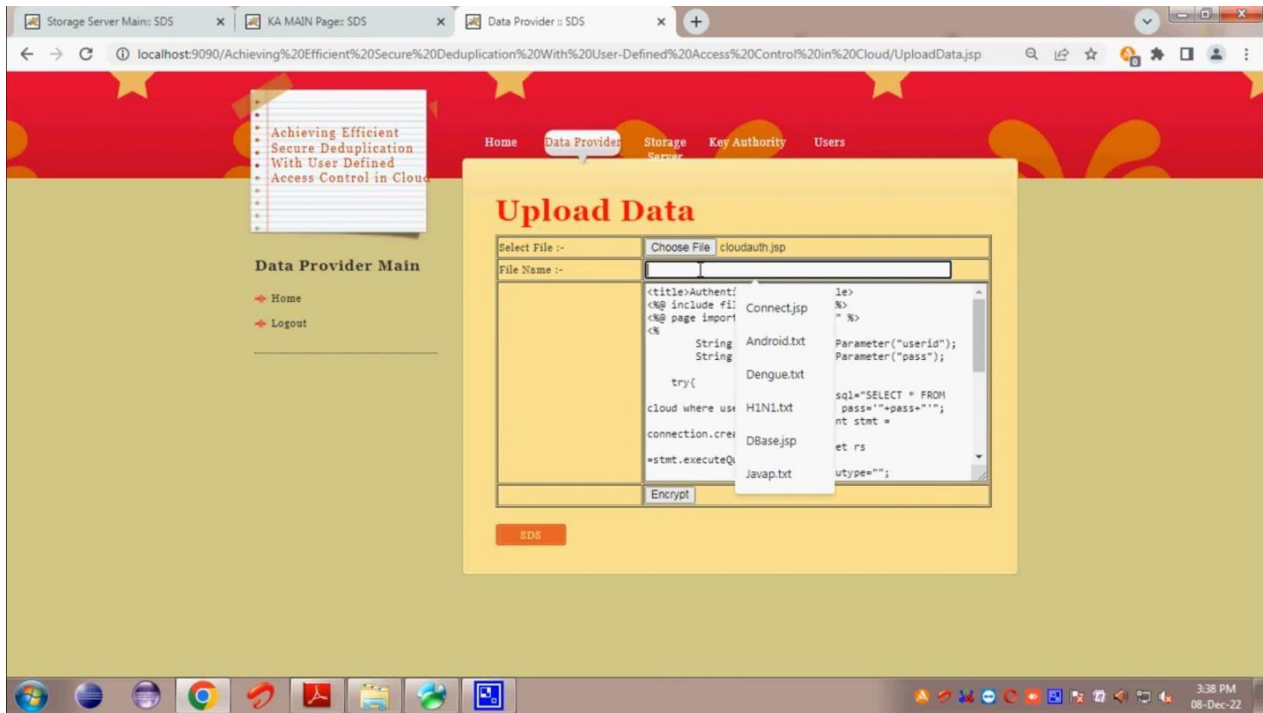 Storage Server Main:: SDS
KA MAIN Page:: SDS
Data Provider :: SDS
localhost:9090/Achieving%20Efficient%20Secure%20Deduplication%20With%20User-Defined%20Access%20Control%20in%20Cloud/UploadData.jsp
Achieving Efficient
Secure Deduplication
With User Defined
Access Control in Cloud
Home
Data Provider
Storage
Server
Key Authority
Users
Upload Data
Select File :-
Choose File cloudauth.jsp
File Name :-
Data Provider Main
Home
Logout
<title>Authenti le>
<%@ include fil %>
<%@ page import " %>
<%
String Parameter("userid");
String Parameter("pass");
try{
sql="SELECT * FROM
cloud where use pass='"+pass+"'";
nt stmt =
connection.crea
et rs
=stmt.executeQu
utype="";
Connect.jsp
Android.txt
Dengue.txt
H1N1.txt
DBase.jsp
Javap.txt
Encrypt
SDS
0
3:38 PM
08-Dec-22